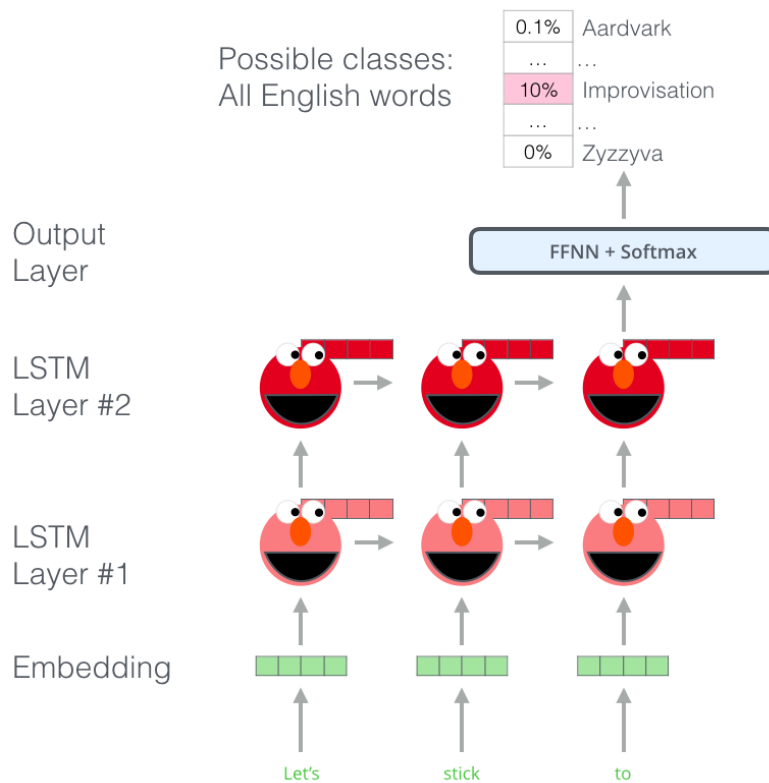 Possible classes:
All English words
0.1% Aardvark
... ...
10% Improvisation
... ...
0% Zyzzyva
Output
Layer
FFNN + Softmax
LSTM
Layer #2
LSTM
Layer #1
Embedding
Let's stick to